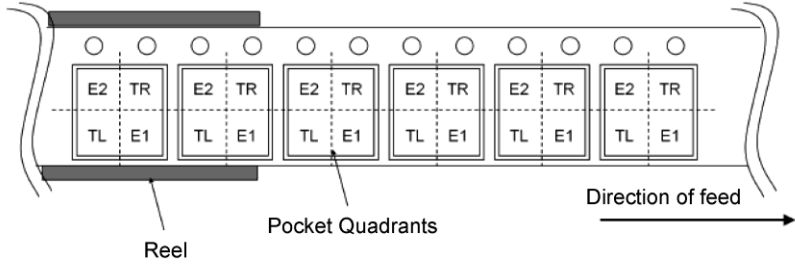 E2 TR E2 TR E2 TR E2 TR E2 TR E2 TR
TL E1 TL E1 TL E1 TL E1 TL E1 TL E1
Direction of feed
Pocket Quadrants
Reel